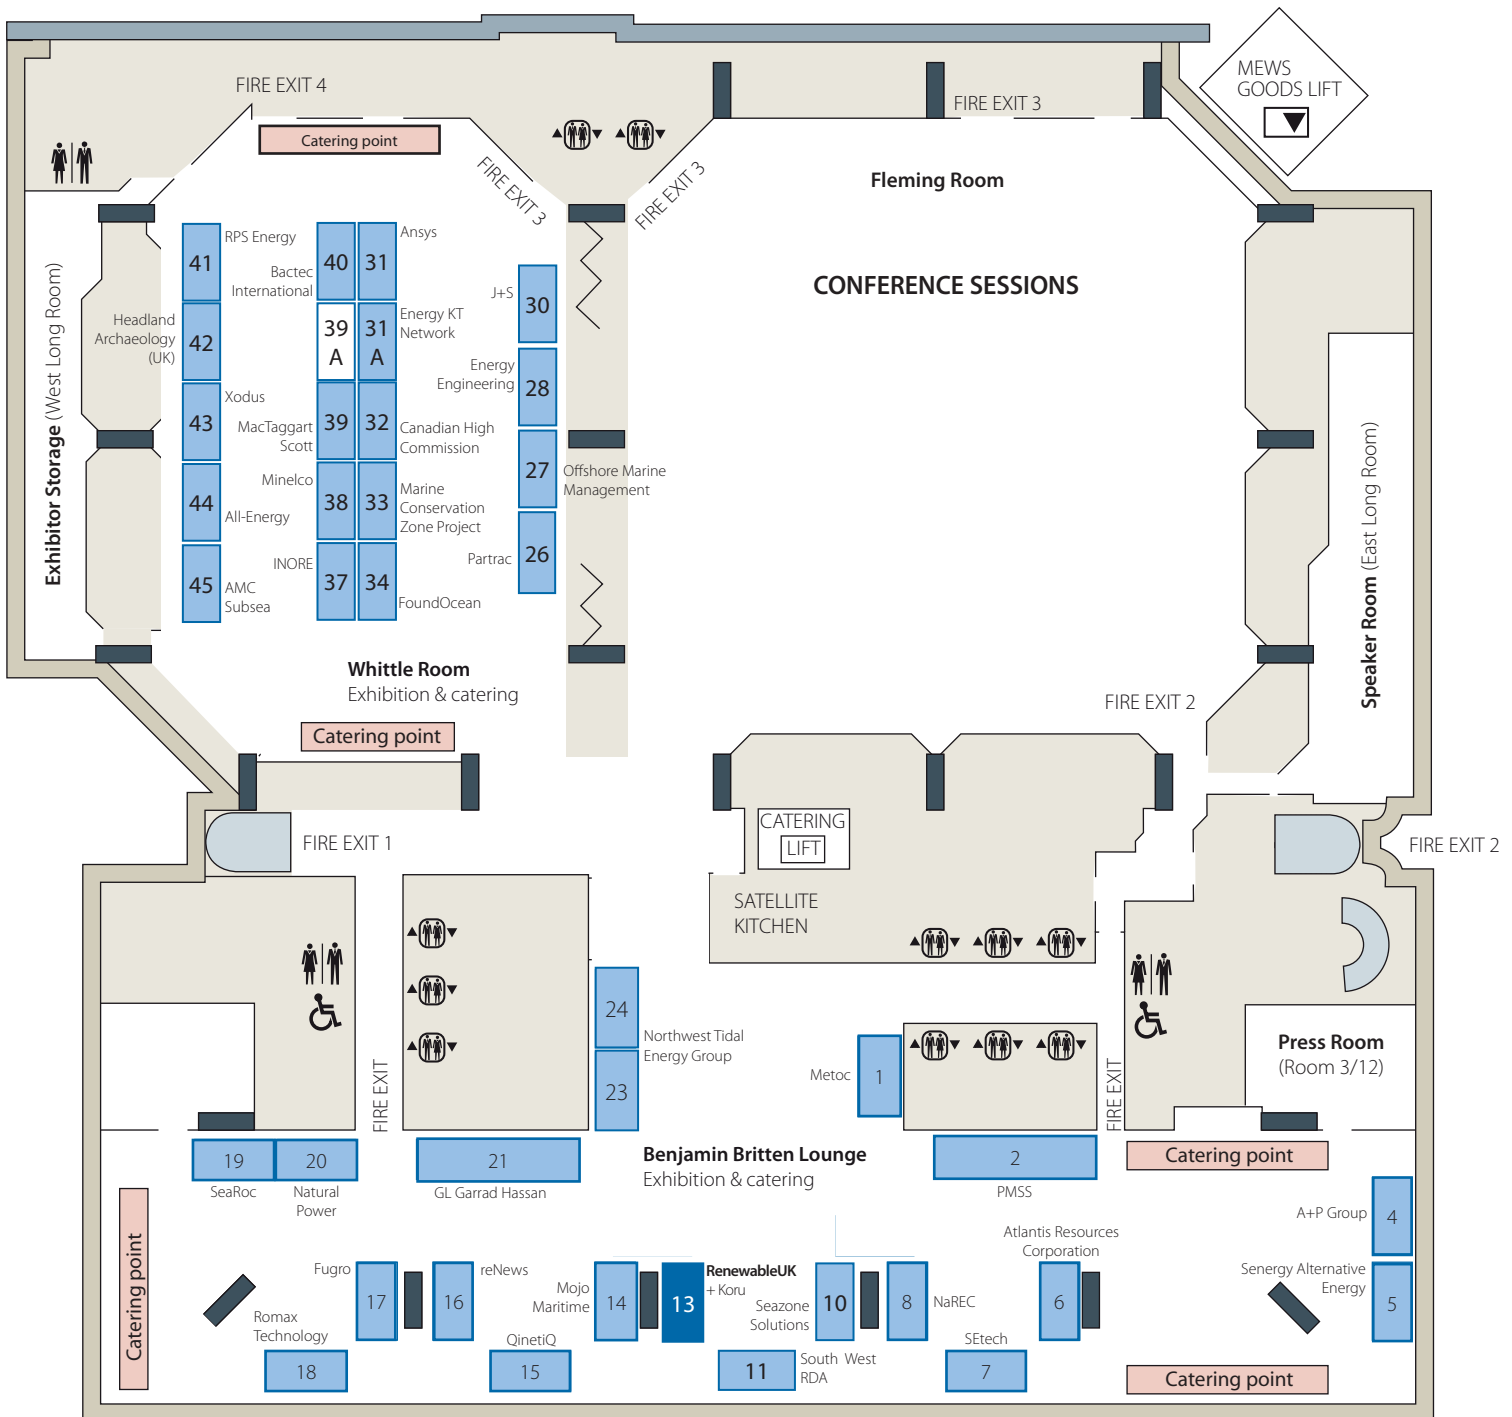 MEWS
GOODS LIFT
FIRE EXIT 4
Catering point
FIRE EXIT 3
FIRE EXIT 3
FIRE EXIT 3
Fleming Room
CONFERENCE SESSIONS
Exhibitor Storage (West Long Room)
41
RPS Energy
Bactec
International
40
31
Ansys
J+S
30
Headland
Archaeology
(UK)
42
39
A
31
A
Energy KT
Network
Energy
Engineering
28
43
Xodus
MacTaggart
Scott
39
32
Canadian High
Commission
27
Offshore Marine
Management
44
All-Energy
Minelco
38
33
Marine
Conservation
Zone Project
Partrac
26
45
AMC
Subsea
INORE
37
34
FoundOcean
Speaker Room (East Long Room)
Whittle Room
Exhibition & catering
Catering point
FIRE EXIT 2
FIRE EXIT 1
CATERING
LIFT
FIRE EXIT 2
SATELLITE
KITCHEN
24
23
Northwest Tidal
Energy Group
Metoc
1
FIRE EXIT
FIRE EXIT
Press Room
(Room 3/12)
19
SeaRoc
20
Natural
Power
21
GL Garrad Hassan
Benjamin Britten Lounge
Exhibition & catering
2
PMSS
Catering point
Catering point
A+P Group
4
Atlantis Resources
Corporation
Senergy Alternative
Energy
5
Fugro
17
16
reNews
Mojo
Maritime
14
13
RenewableUK
+ Koru
Seazone
Solutions
10
8
NaREC
6
Romax
Technology
18
QinetiQ
15
11
South West
RDA
SEtech
7
Catering point